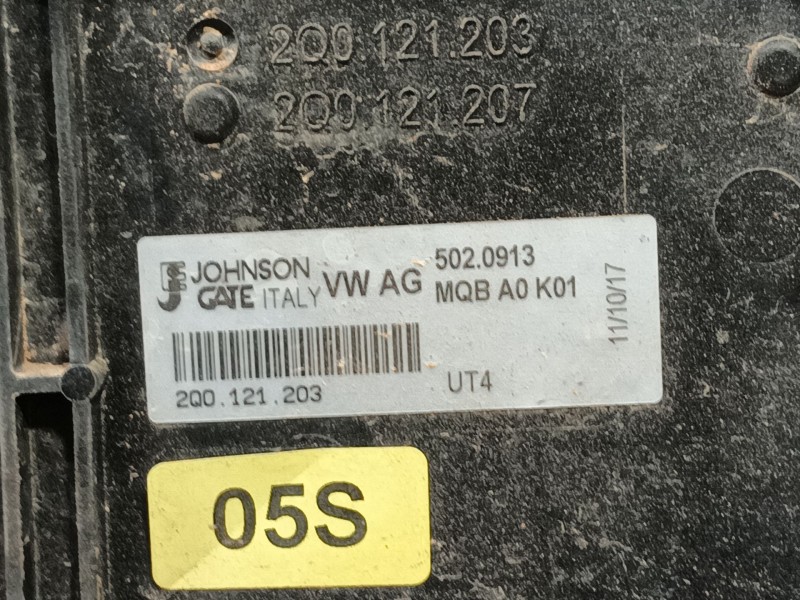 2Q0.121.203
2Q0.121.207
JOHNSON
GATE ITALY
VW AG
502.0913
MQB A0 K01
11/10/17
2Q0.121.203
UT4
05S